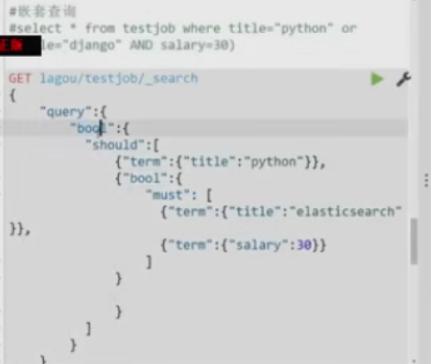 #嵌套查询
#select * from testjob where title="python" or
le="django" AND salary=30)
GET lagou/testjob/_search
{
"query":{
"bool":{
"should":[
{"term":{"title":"python"}},
{"bool":{
"must": [
{"term":{"title":"elasticsearch"
}},
{"term":{"salary":30}}
]
}
}
]
}
}